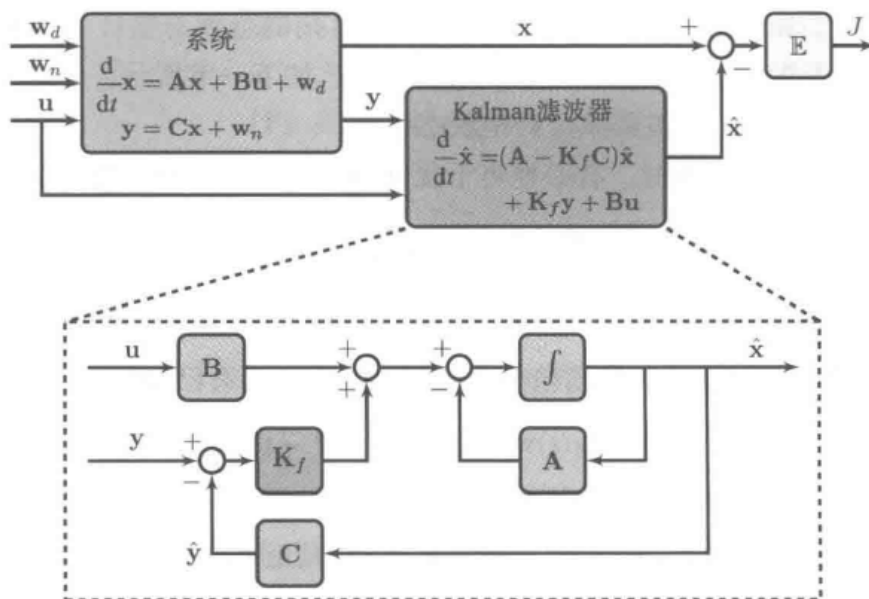 w_d
w_n
u
系统
d/dt x = Ax + Bu + w_d
y = Cx + w_n
x
y
Kalman滤波器
d/dt x̂ =(A − K_f C)x̂
+ K_f y + Bu
+
−
x̂
𝔼
J
u
B
+
+
+
−
∫
x̂
y
+
−
K_f
A
ŷ
C